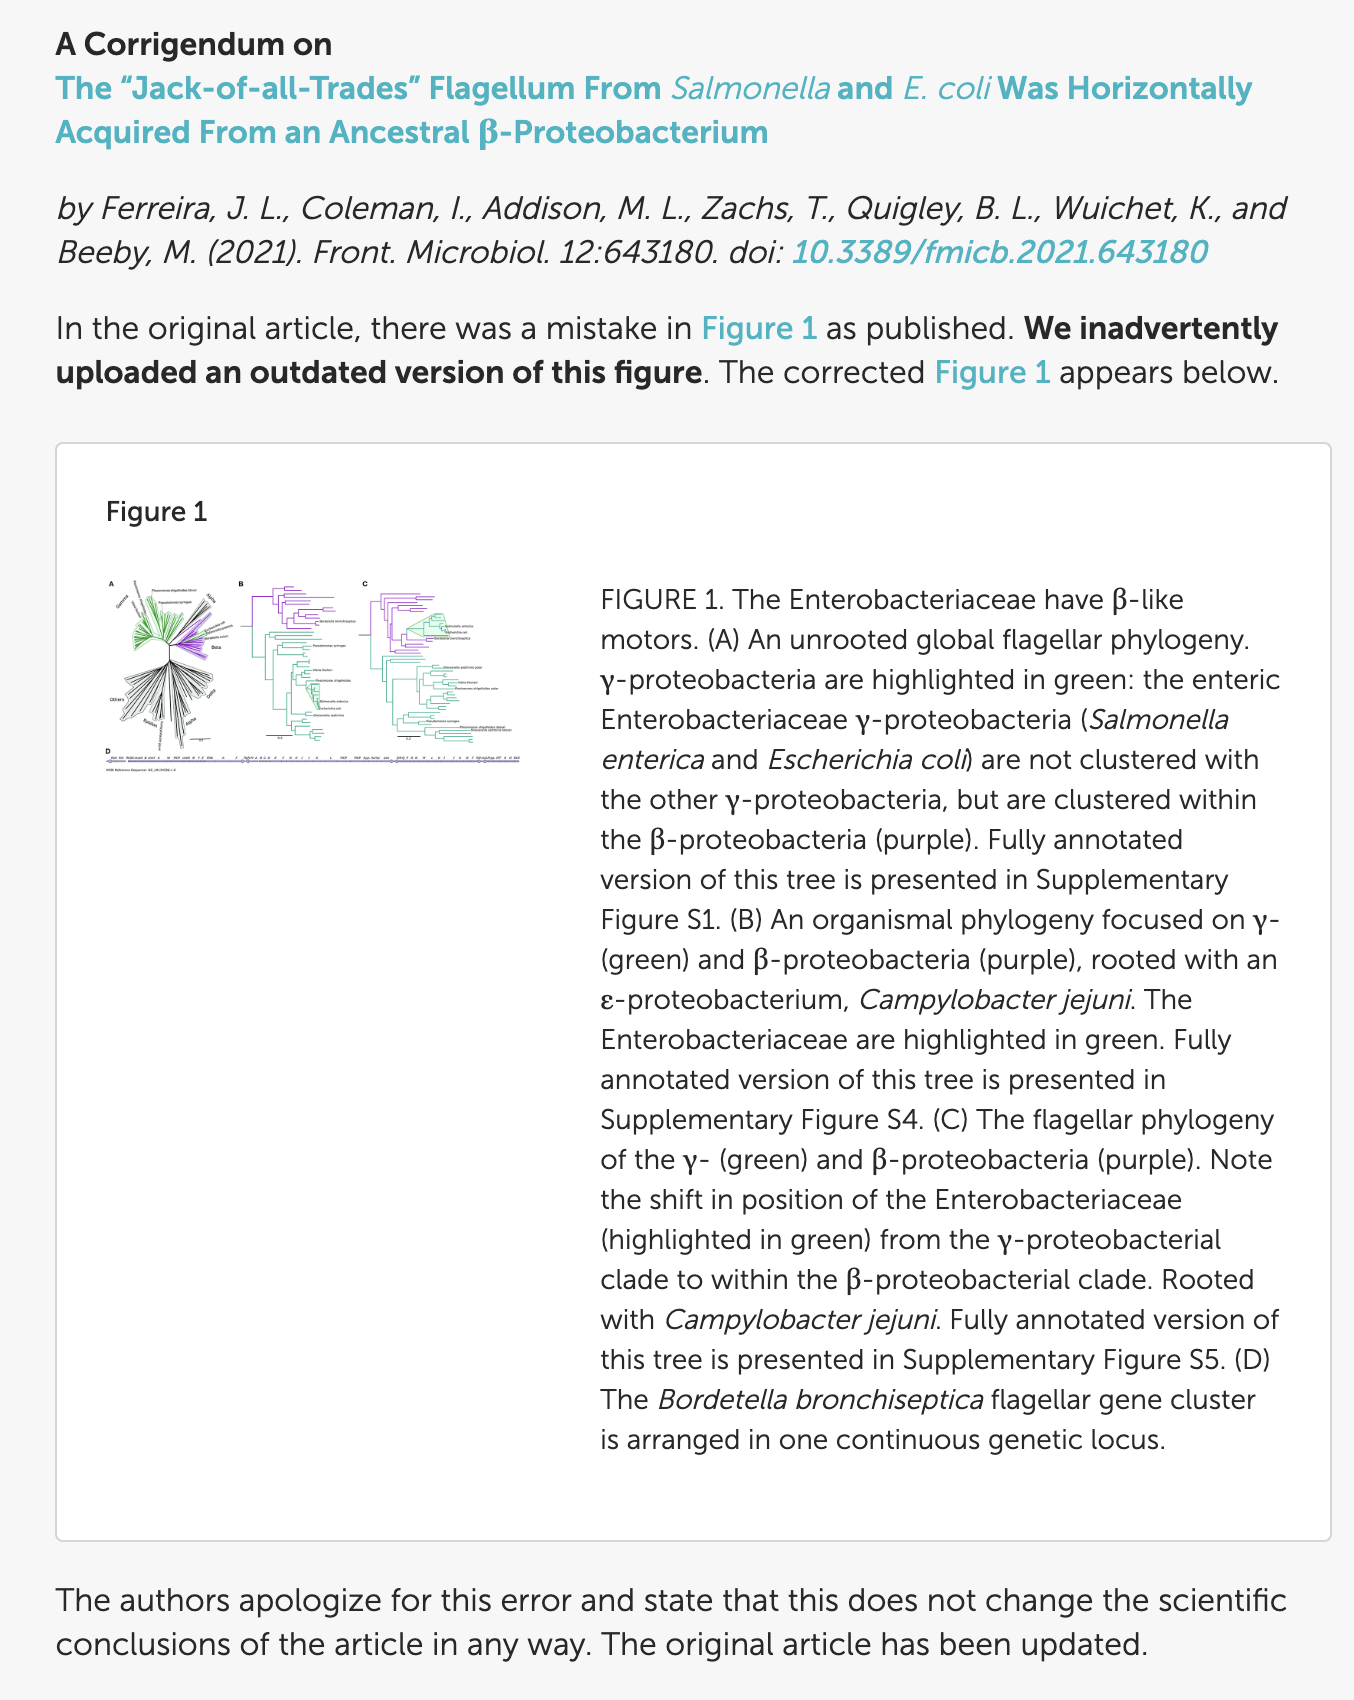 A Corrigendum on
The “Jack-of-all-Trades” Flagellum From Salmonella and E. coli Was Horizontally
Acquired From an Ancestral β-Proteobacterium
by Ferreira, J. L., Coleman, I., Addison, M. L., Zachs, T., Quigley, B. L., Wuichet, K., and
Beeby, M. (2021). Front. Microbiol. 12:643180. doi: 10.3389/fmicb.2021.643180
In the original article, there was a mistake in Figure 1 as published. We inadvertently
uploaded an outdated version of this figure. The corrected Figure 1 appears below.
Figure 1
A
B
C
Gamma
Alpha
Beta
Others
Epsilon
Alpha
Delta
D
FIGURE 1. The Enterobacteriaceae have β-like
motors. (A) An unrooted global flagellar phylogeny.
γ-proteobacteria are highlighted in green: the enteric
Enterobacteriaceae γ-proteobacteria (Salmonella
enterica and Escherichia coli) are not clustered with
the other γ-proteobacteria, but are clustered within
the β-proteobacteria (purple). Fully annotated
version of this tree is presented in Supplementary
Figure S1. (B) An organismal phylogeny focused on γ-
(green) and β-proteobacteria (purple), rooted with an
ε-proteobacterium, Campylobacter jejuni. The
Enterobacteriaceae are highlighted in green. Fully
annotated version of this tree is presented in
Supplementary Figure S4. (C) The flagellar phylogeny
of the γ- (green) and β-proteobacteria (purple). Note
the shift in position of the Enterobacteriaceae
(highlighted in green) from the γ-proteobacterial
clade to within the β-proteobacterial clade. Rooted
with Campylobacter jejuni. Fully annotated version of
this tree is presented in Supplementary Figure S5. (D)
The Bordetella bronchiseptica flagellar gene cluster
is arranged in one continuous genetic locus.
The authors apologize for this error and state that this does not change the scientific
conclusions of the article in any way. The original article has been updated.